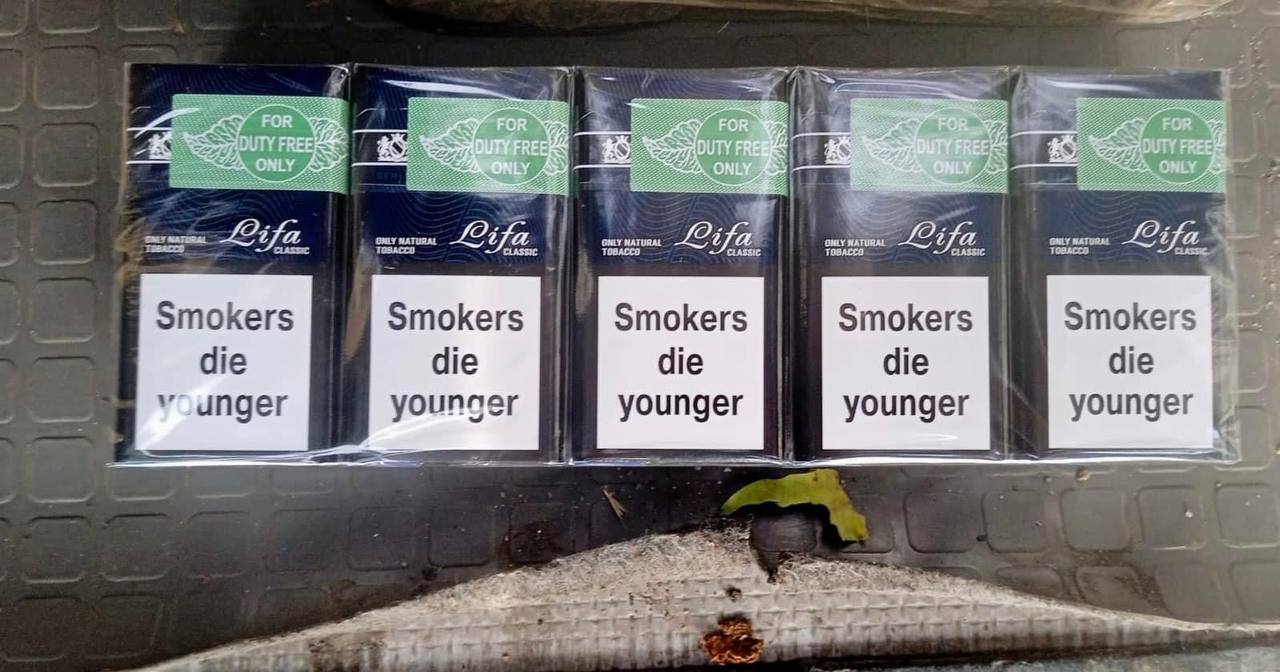 FOR
DUTY FREE
ONLY
ONLY NATURAL
TOBACCO
Lifa
CLASSIC
Smokers
die
younger
FOR
DUTY FREE
ONLY
ONLY NATURAL
TOBACCO
Lifa
CLASSIC
Smokers
die
younger
FOR
DUTY FREE
ONLY
ONLY NATURAL
TOBACCO
Lifa
CLASSIC
Smokers
die
younger
FOR
DUTY FREE
ONLY
ONLY NATURAL
TOBACCO
Lifa
CLASSIC
Smokers
die
younger
FOR
DUTY FREE
ONLY
ONLY NATURAL
TOBACCO
Lifa
CLASSIC
Smokers
die
younger